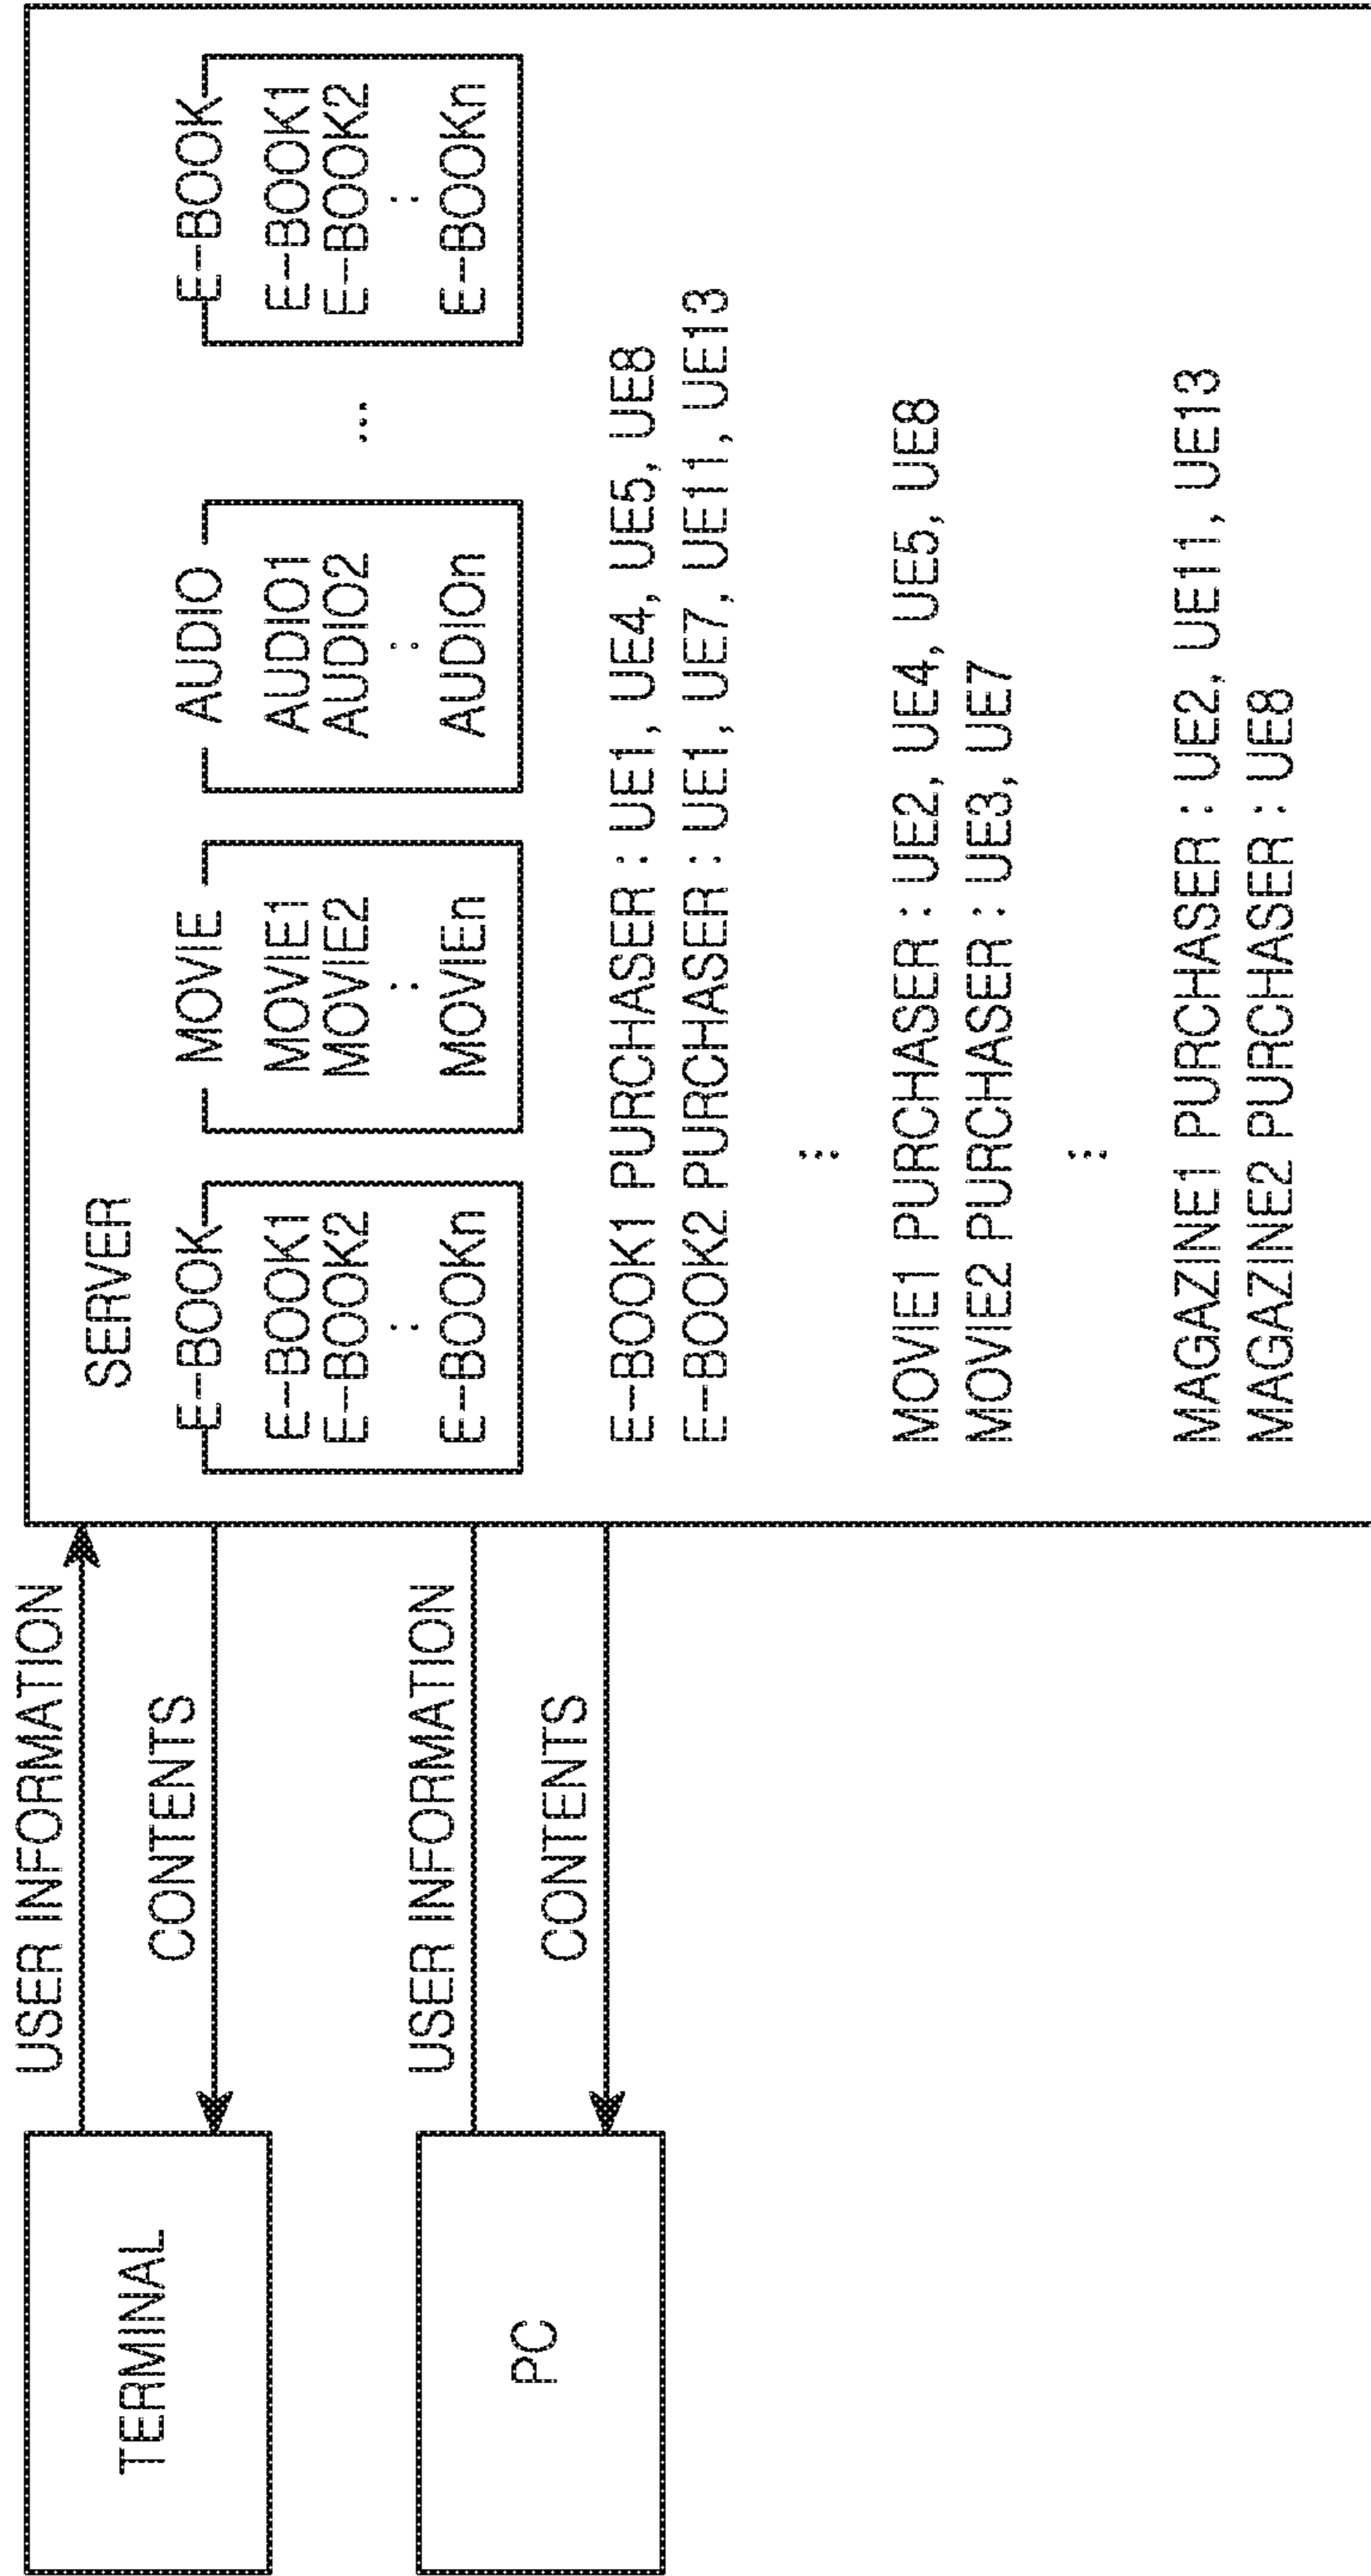 TERMINAL
USER INFORMATION
CONTENTS
PC
USER INFORMATION
CONTENTS
SERVER
E-BOOK
E-BOOK1
E-BOOK2
:
E-BOOKn
MOVIE
MOVIE1
MOVIE2
:
MOVIEn
AUDIO
AUDIO1
AUDIO2
:
AUDIOn
...
E-BOOK
E-BOOK1
E-BOOK2
:
E-BOOKn
E-BOOK1 PURCHASER : UE1, UE4, UE5, UE8
E-BOOK2 PURCHASER : UE1, UE7, UE11, UE13
...
MOVIE1 PURCHASER : UE2, UE4, UE5, UE8
MOVIE2 PURCHASER : UE3, UE7
...
MAGAZINE1 PURCHASER : UE2, UE11, UE13
MAGAZINE2 PURCHASER : UE8